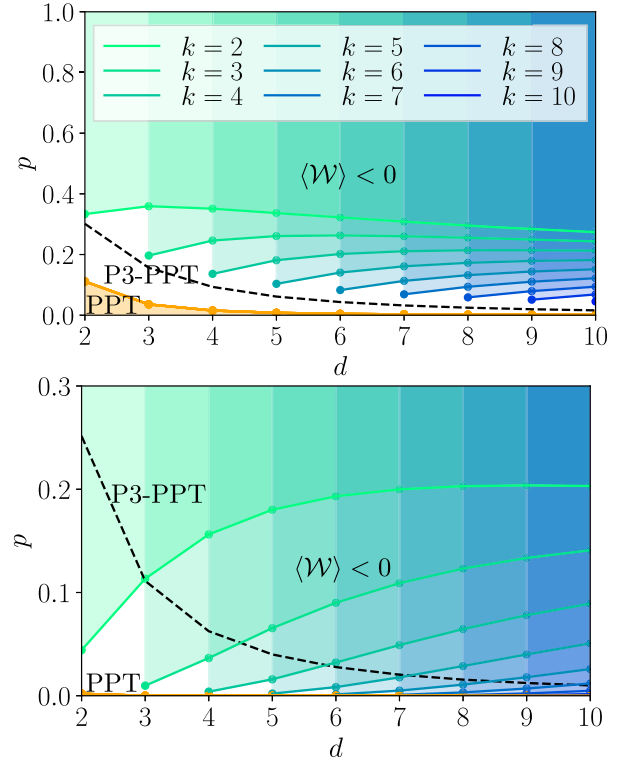 1.0
0.8
0.6
0.4
0.2
0.0
p
k = 2 k = 5 k = 8
k = 3 k = 6 k = 9
k = 4 k = 7 k = 10
⟨𝒲⟩ < 0
P3-PPT
PPT
2 3 4 5 6 7 8 9 10
d
0.3
0.2
0.1
0.0
p
P3-PPT
⟨𝒲⟩ < 0
PPT
2 3 4 5 6 7 8 9 10
d